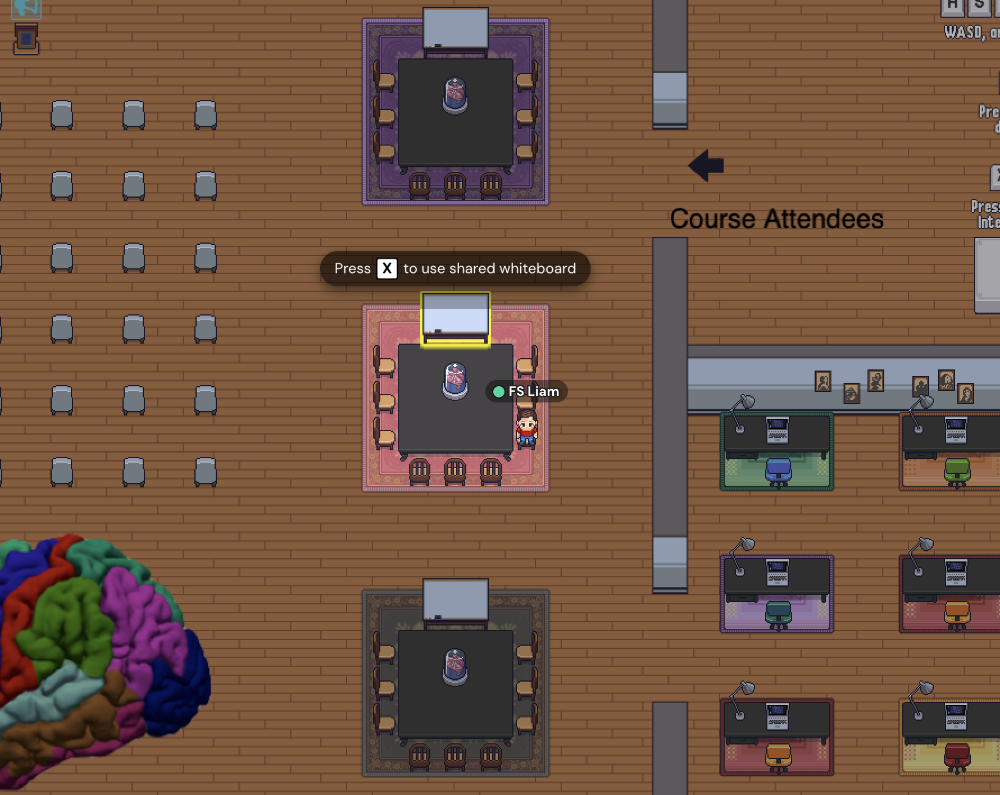 H S
WASD,
Course Attendees
Press X to use shared whiteboard
FS Liam